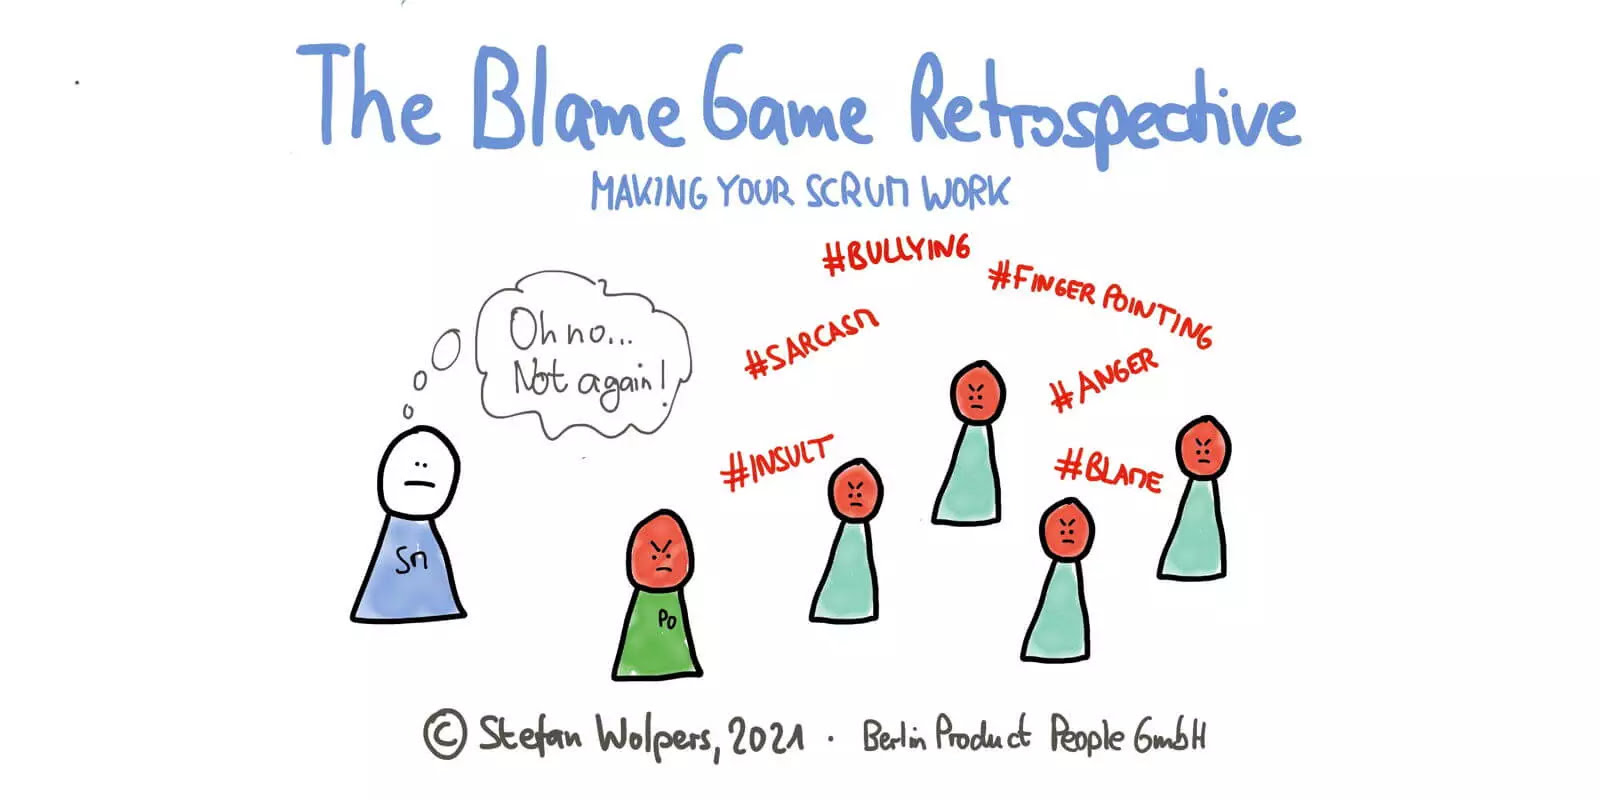 The Blame Game Retrospective
MAKING YOUR SCRUM WORK
#BULLYING
#FINGER POINTING
#SARCASM
#ANGER
#INSULT
#BLAME
Oh no...
Not again!
SM
PO
© Stefan Wolpers, 2021 · Berlin Product People GmbH